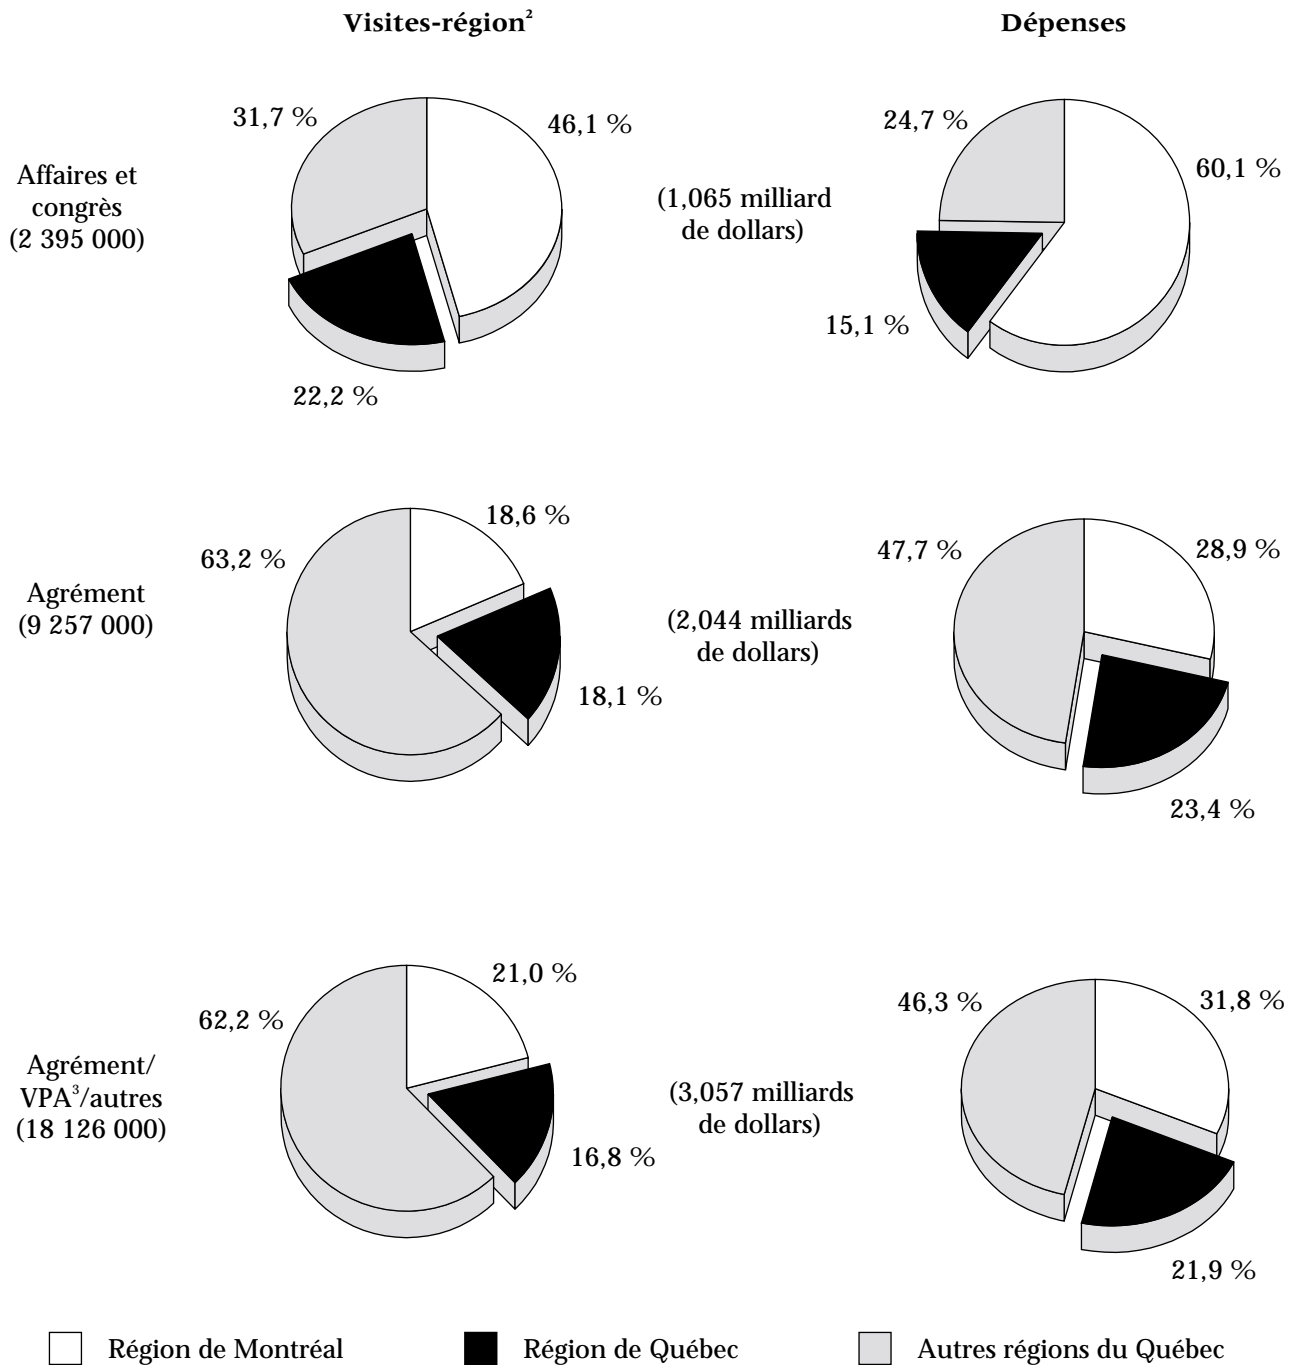 Visites-région²
Dépenses
31,7 %
46,1 %
22,2 %
Affaires et
congrès
(2 395 000)
(1,065 milliard
de dollars)
24,7 %
60,1 %
15,1 %
18,6 %
63,2 %
18,1 %
Agrément
(9 257 000)
(2,044 milliards
de dollars)
47,7 %
28,9 %
23,4 %
21,0 %
62,2 %
16,8 %
Agrément/
VPA³/autres
(18 126 000)
(3,057 milliards
de dollars)
46,3 %
31,8 %
21,9 %
Région de Montréal
Région de Québec
Autres régions du Québec